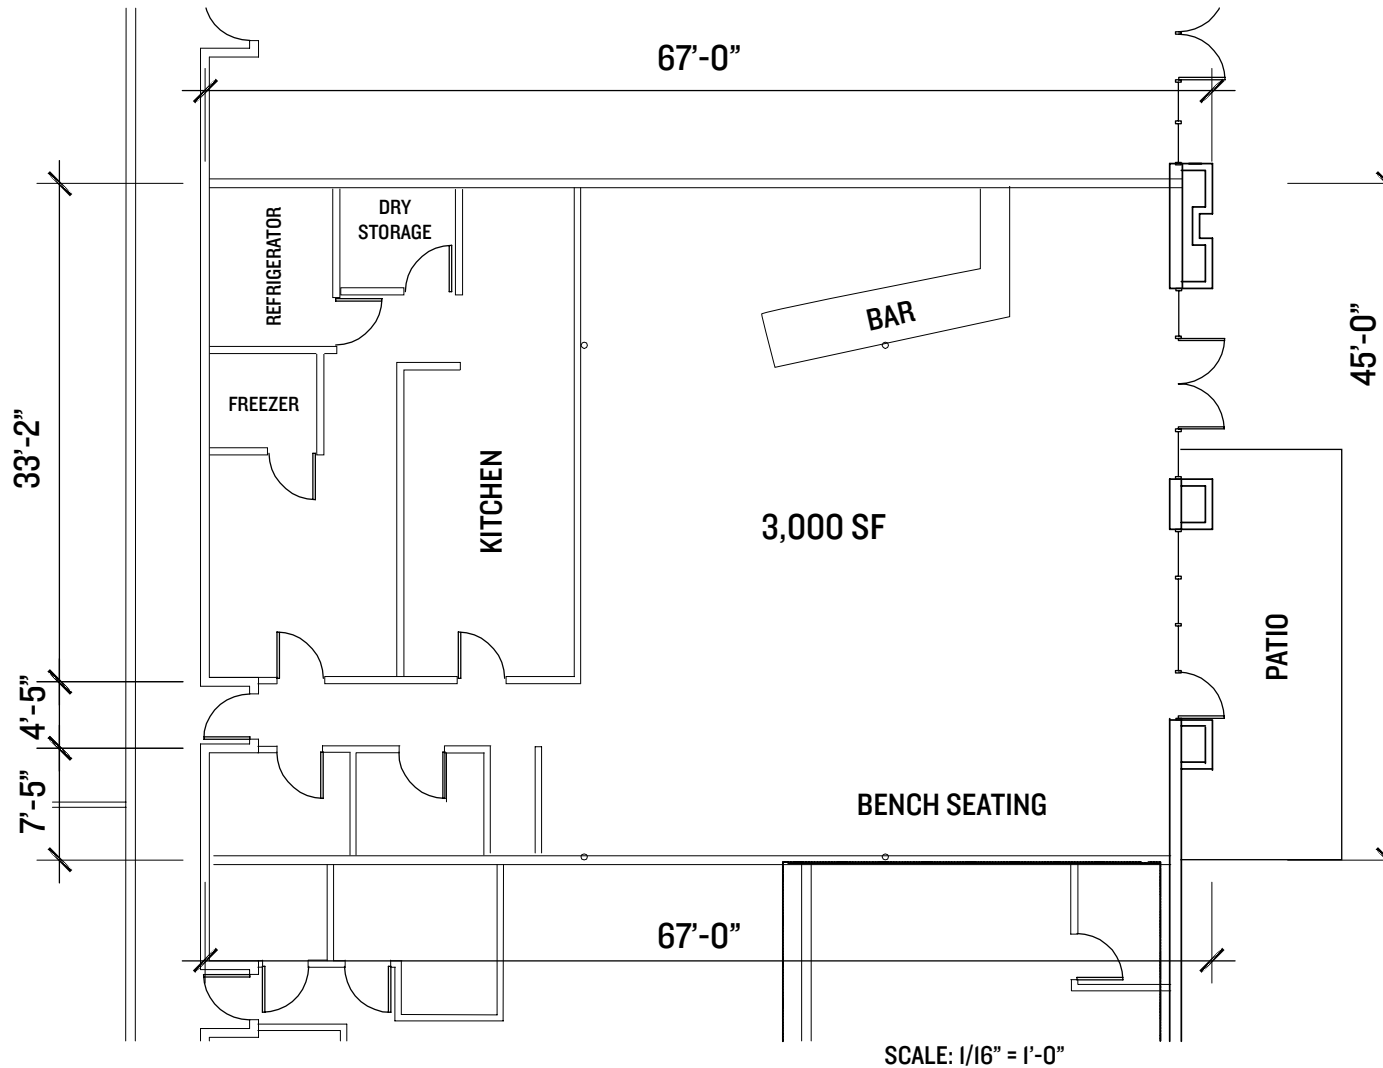 67’-0”
DRY
STORAGE
REFRIGERATOR
BAR
45’-0”
FREEZER
33’-2”
KITCHEN
3,000 SF
PATIO
4’-5”
7’-5”
BENCH SEATING
67’-0”
SCALE: 1/16” = 1’-0”